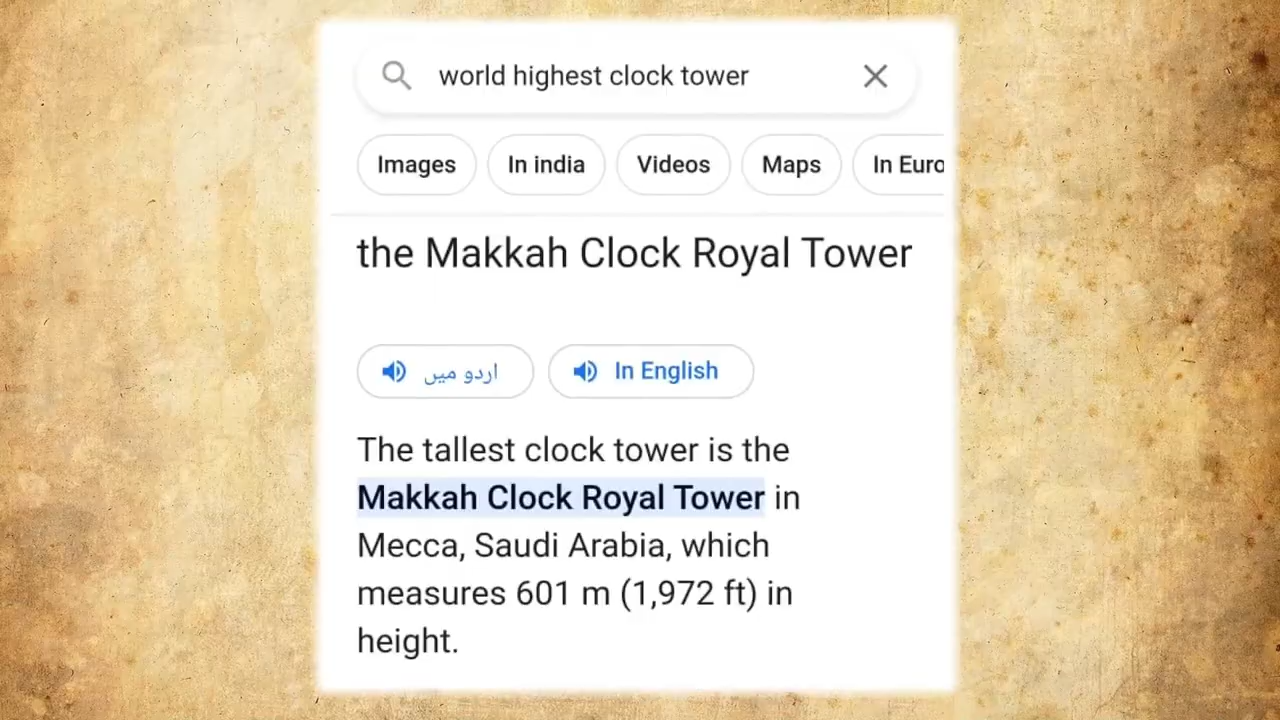 world highest clock tower
Images In india Videos Maps In Euro
the Makkah Clock Royal Tower
اردو میں In English
The tallest clock tower is the
Makkah Clock Royal Tower in
Mecca, Saudi Arabia, which
measures 601 m (1,972 ft) in
height.